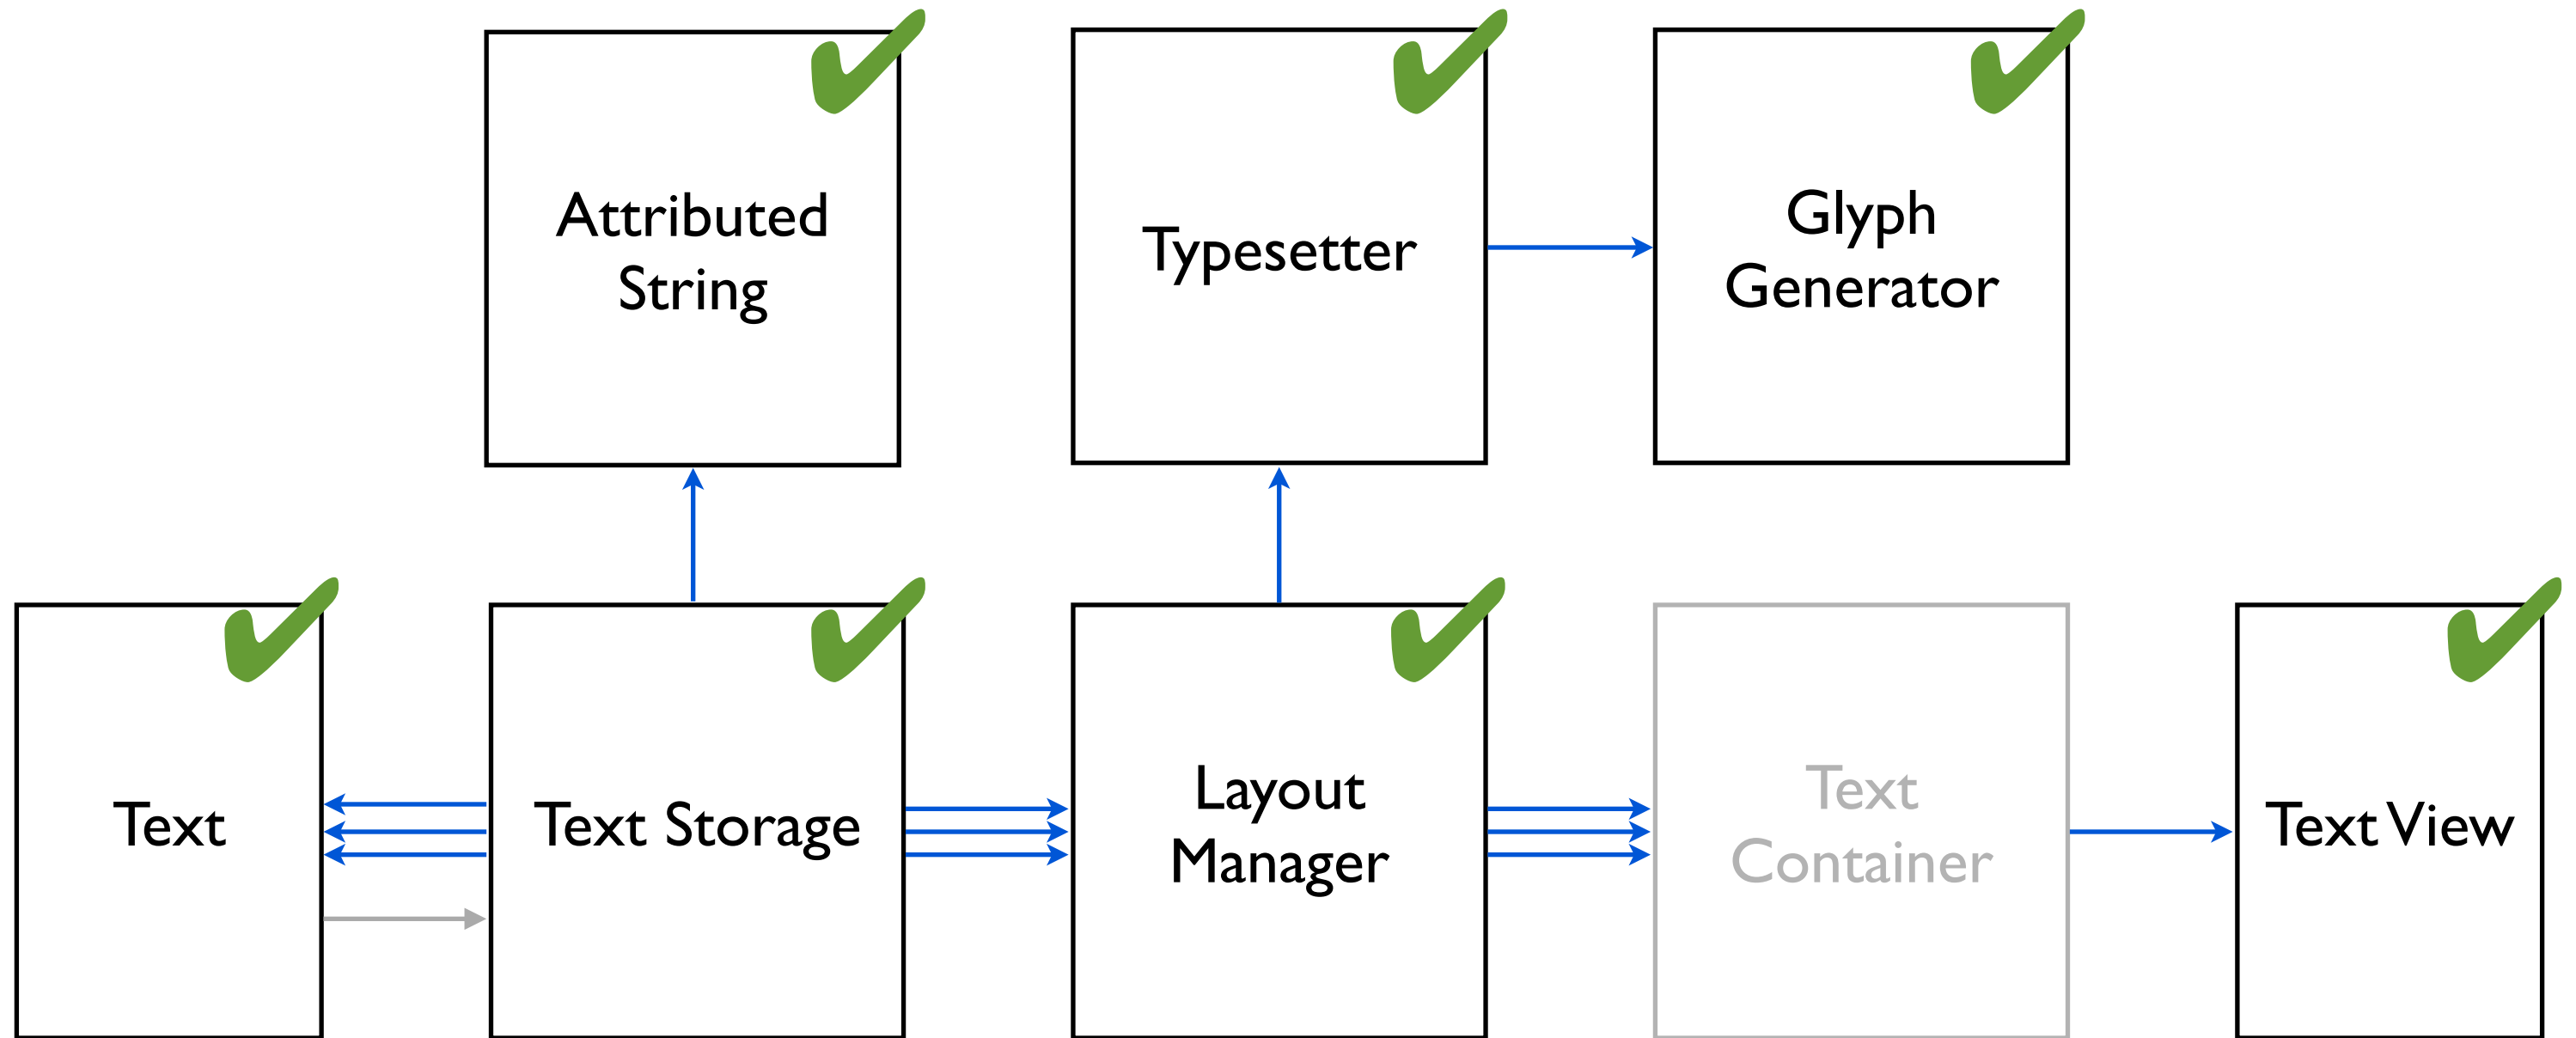 Attributed
String
Typesetter
Glyph
Generator
Text
Text Storage
Layout
Manager
Text
Container
Text View